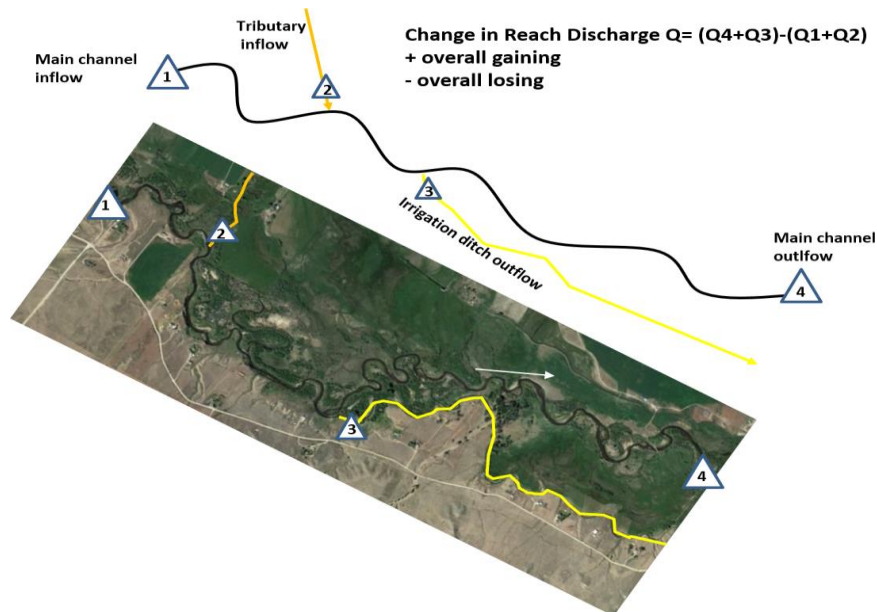 Tributary
inflow
Change in Reach Discharge Q= (Q4+Q3)-(Q1+Q2)
+ overall gaining
- overall losing
Main channel
inflow
1
2
3
Irrigation ditch outflow
Main channel
outlfow
4
1
2
3
4